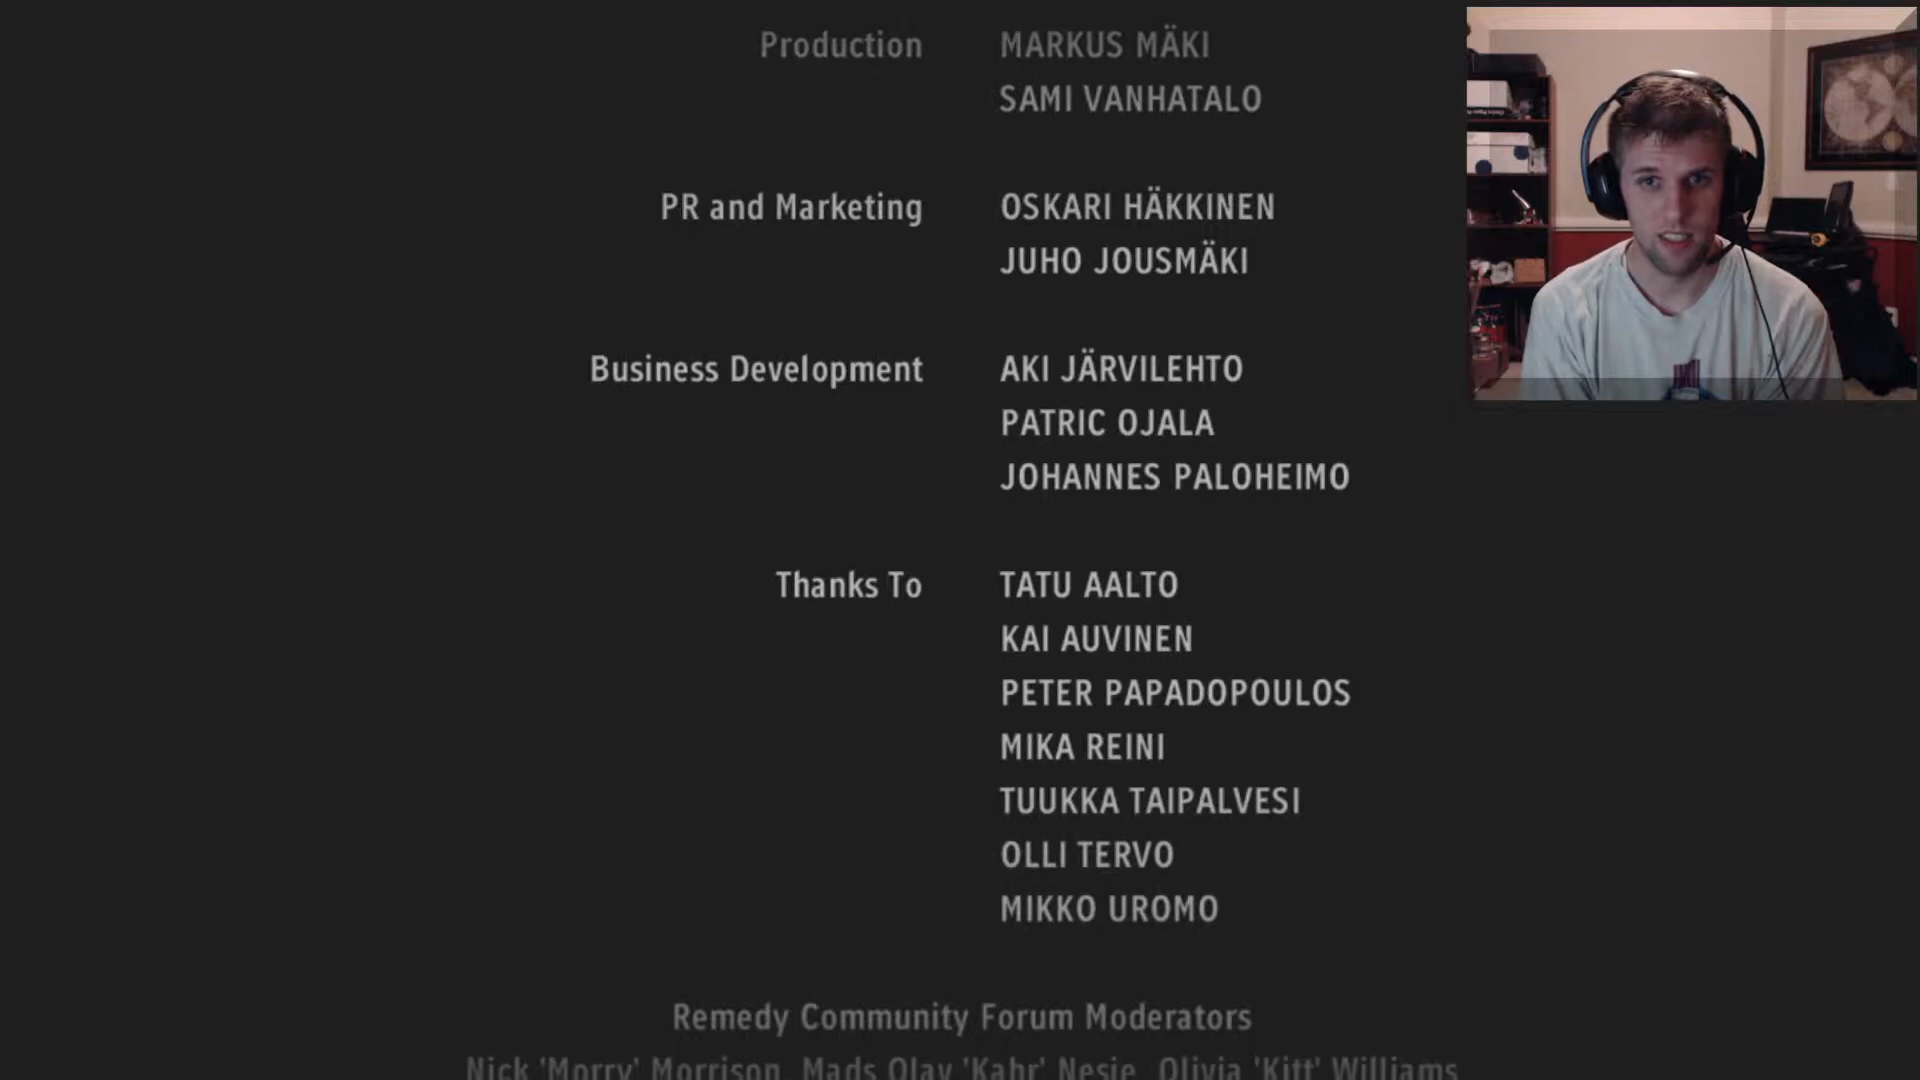 Production MARKUS MÄKI
SAMI VANHATALO
PR and Marketing OSKARI HÄKKINEN
JUHO JOUSMÄKI
Business Development AKI JÄRVILEHTO
PATRIC OJALA
JOHANNES PALOHEIMO
Thanks To TATU AALTO
KAI AUVINEN
PETER PAPADOPOULOS
MIKA REINI
TUUKKA TAIPALVESI
OLLI TERVO
MIKKO UROMO
Remedy Community Forum Moderators
Nick 'Morry' Morrison, Mads Olav 'Kahr' Nesje, Olivia 'Kitt' Williams